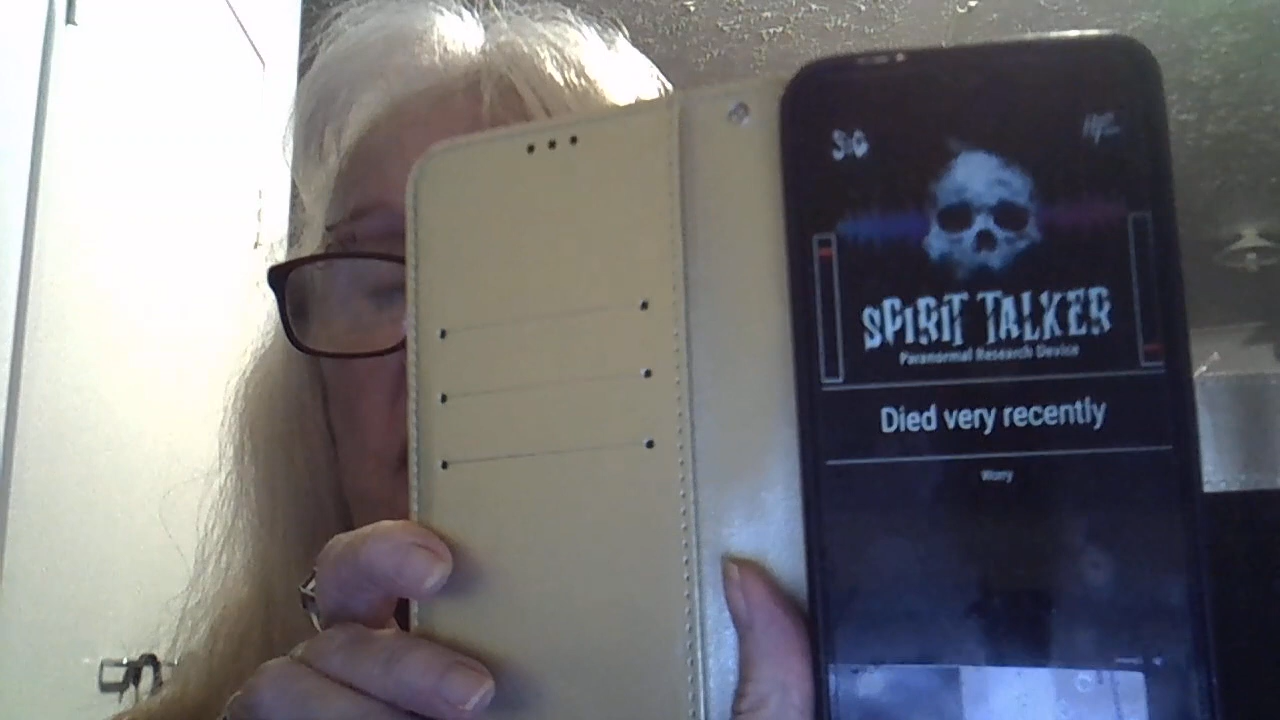 SPIRIT TALKER
Paranormal Research Device
Died very recently
Worry